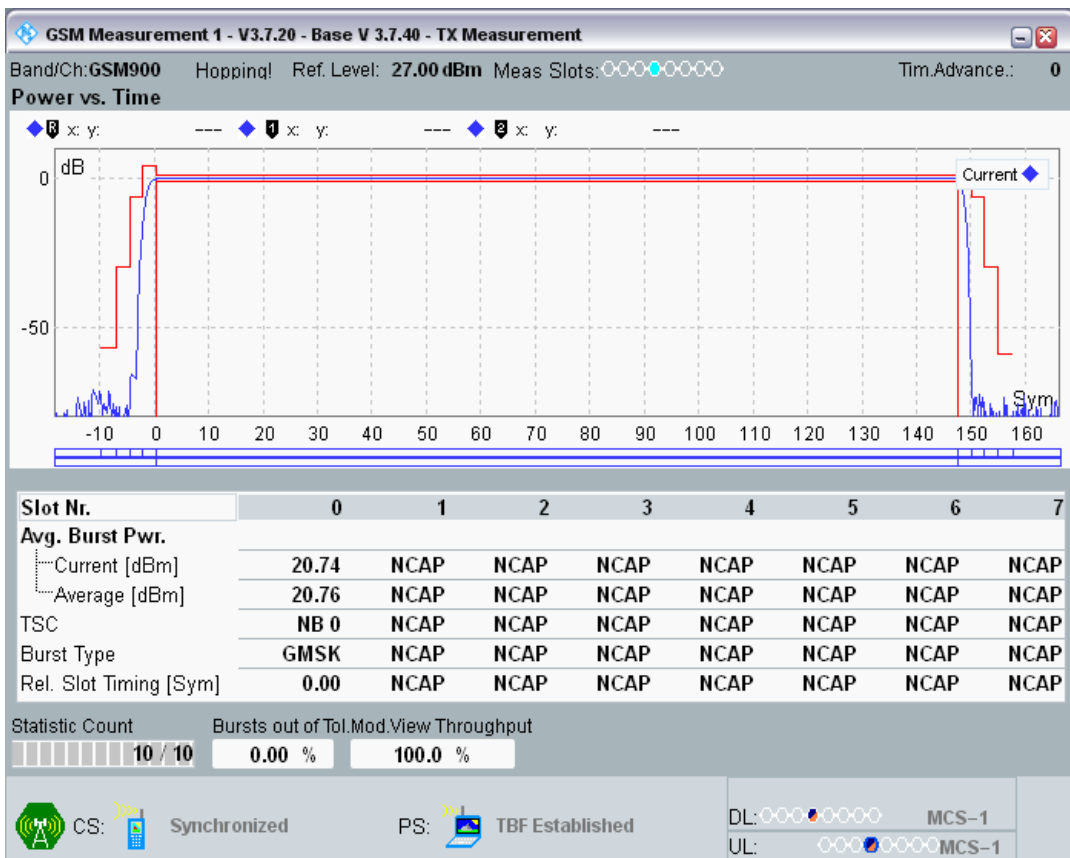 GSM Measurement 1 - V3.7.20 - Base V 3.7.40 - TX Measurement
Band/Ch:GSM900 Hopping! Ref. Level: 27.00 dBm Meas Slots: Tim.Advance.: 0
Power vs. Time
R x: y: --- 1 x: y: --- 2 x: y: ---
dB
0
Current
-50
Sym
-10 0 10 20 30 40 50 60 70 80 90 100 110 120 130 140 150 160
Slot Nr. 0 1 2 3 4 5 6 7
Avg. Burst Pwr.
Current [dBm] 20.74 NCAP NCAP NCAP NCAP NCAP NCAP NCAP
Average [dBm] 20.76 NCAP NCAP NCAP NCAP NCAP NCAP NCAP
TSC NB 0 NCAP NCAP NCAP NCAP NCAP NCAP NCAP
Burst Type GMSK NCAP NCAP NCAP NCAP NCAP NCAP NCAP
Rel. Slot Timing [Sym] 0.00 NCAP NCAP NCAP NCAP NCAP NCAP NCAP
Statistic Count Bursts out of Tol.Mod.View Throughput
10 / 10 0.00 % 100.0 %
CS: Synchronized PS: TBF Established DL: MCS-1
UL: MCS-1